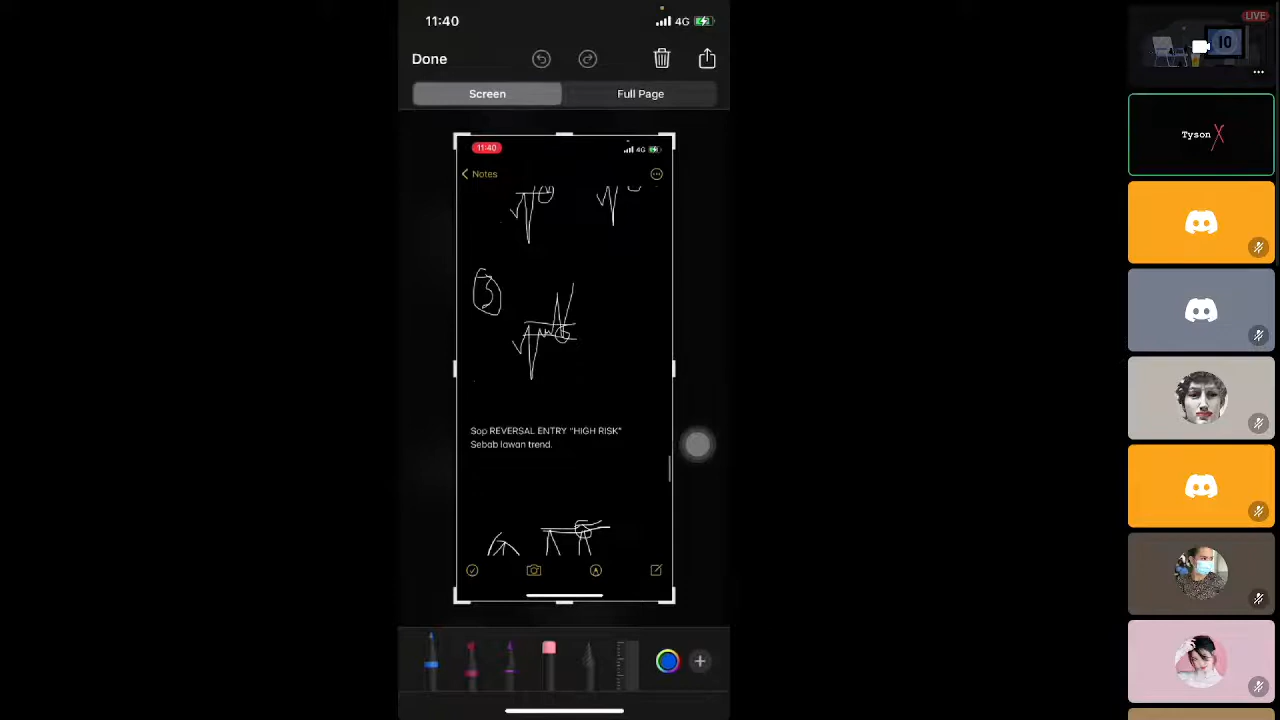 11:40
4G
LIVE
10
Done
Tyson X
Screen
Full Page
11:40
4G
Notes
3
Sop REVERSAL ENTRY "HIGH RISK"
Sebab lawan trend.